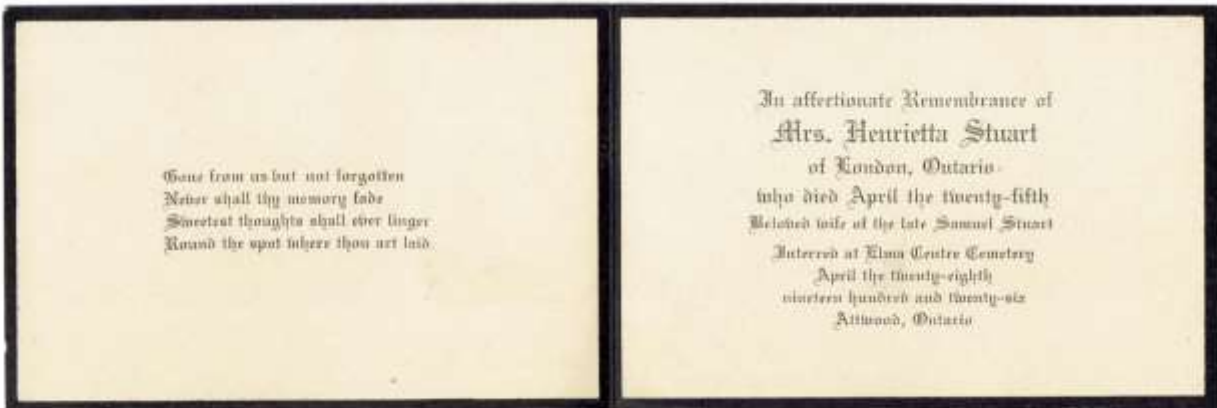 Gone from us but not forgotten
Never shall thy memory fade
Sweetest thoughts shall ever linger
Round the spot where thou art laid
In affectionate Remembrance of
Mrs. Henrietta Stuart
of London, Ontario
who died April the twenty-fifth
Beloved wife of the late Samuel Stuart
Interred at Elma Centre Cemetery
April the twenty-eighth
nineteen hundred and twenty-six
Attwood, Ontario